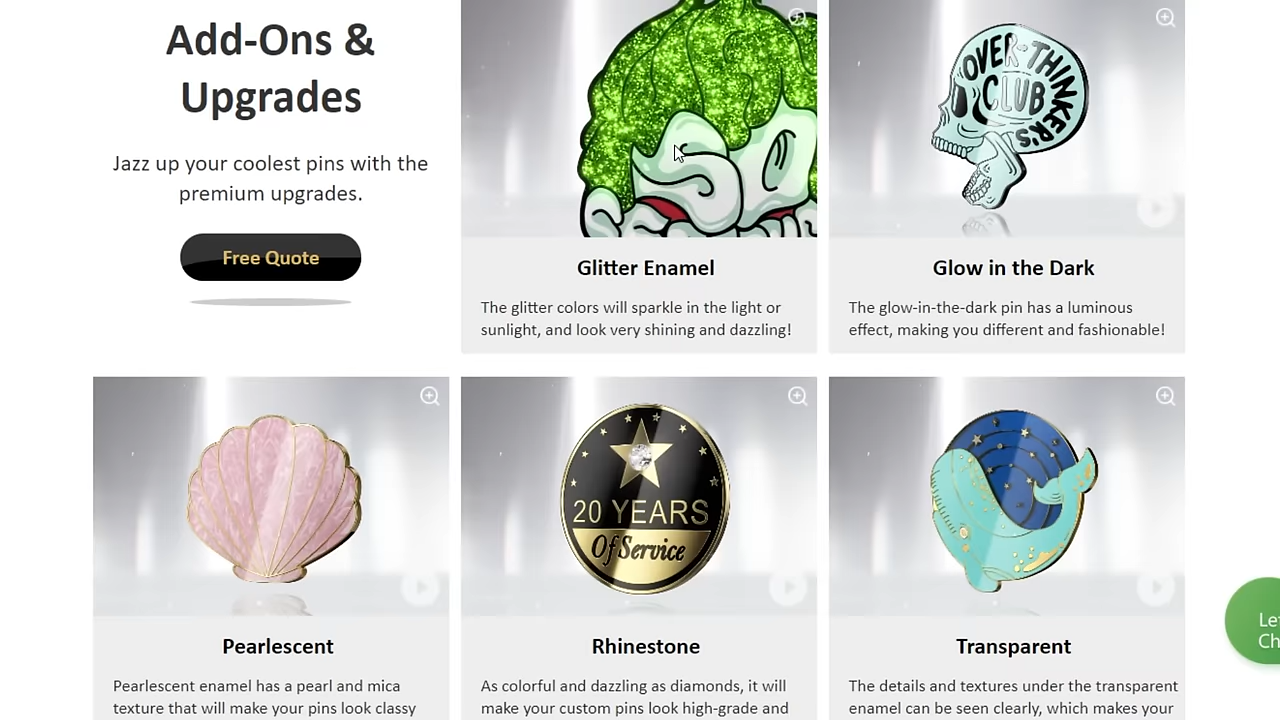 Add-Ons &
Upgrades
Jazz up your coolest pins with the
premium upgrades.
Free Quote
Glitter Enamel
The glitter colors will sparkle in the light or
sunlight, and look very shining and dazzling!
OVER-THINKERS
CLUB
Glow in the Dark
The glow-in-the-dark pin has a luminous
effect, making you different and fashionable!
Pearlescent
Pearlescent enamel has a pearl and mica
texture that will make your pins look classy
20 YEARS
Of Service
Rhinestone
As colorful and dazzling as diamonds, it will
make your custom pins look high-grade and
Transparent
The details and textures under the transparent
enamel can be seen clearly, which makes your